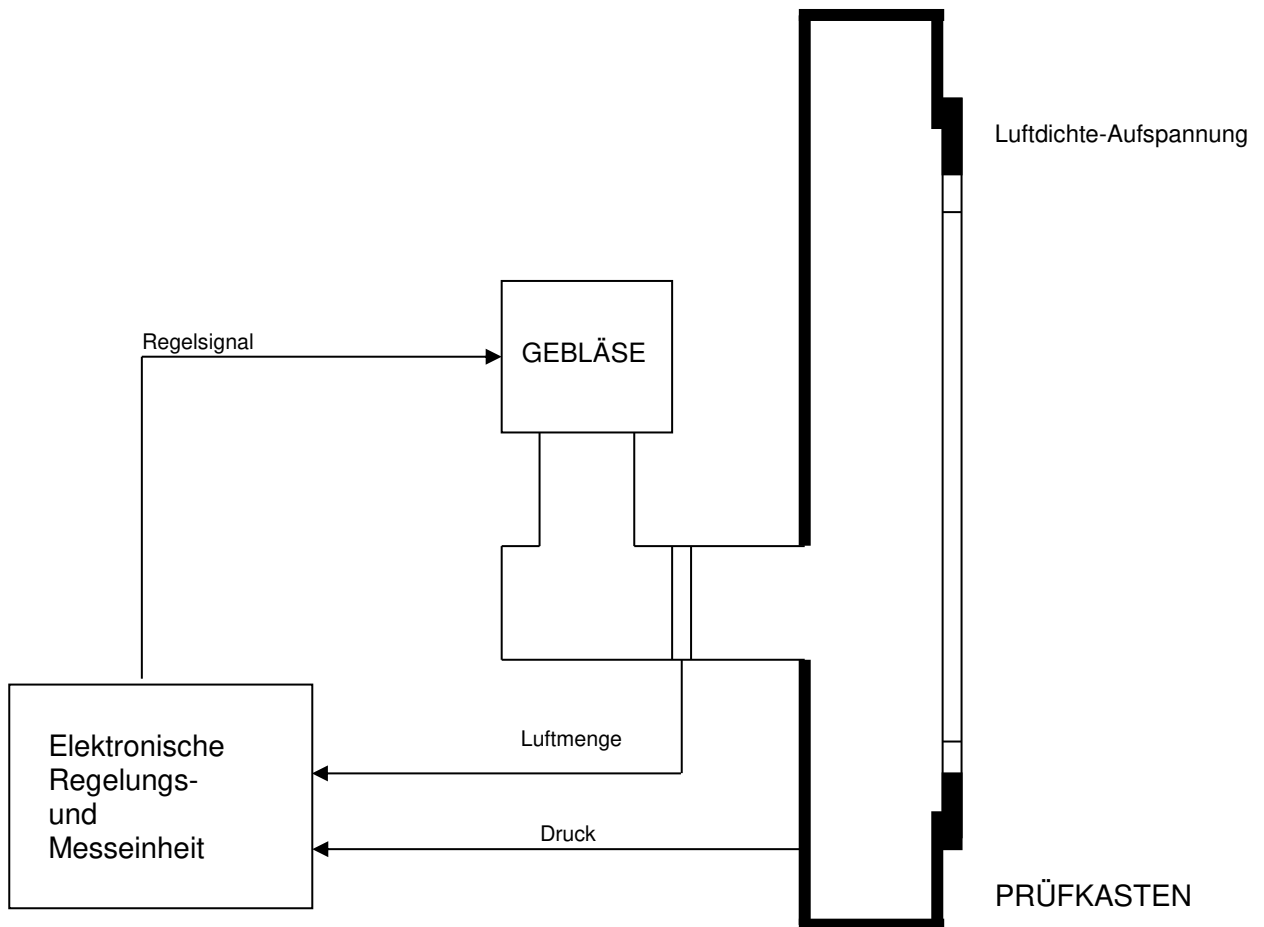 Luftdichte-Aufspannung
Regelsignal
GEBLÄSE
Luftmenge
Elektronische
Regelungs-
und
Messeinheit
Druck
PRÜFKASTEN